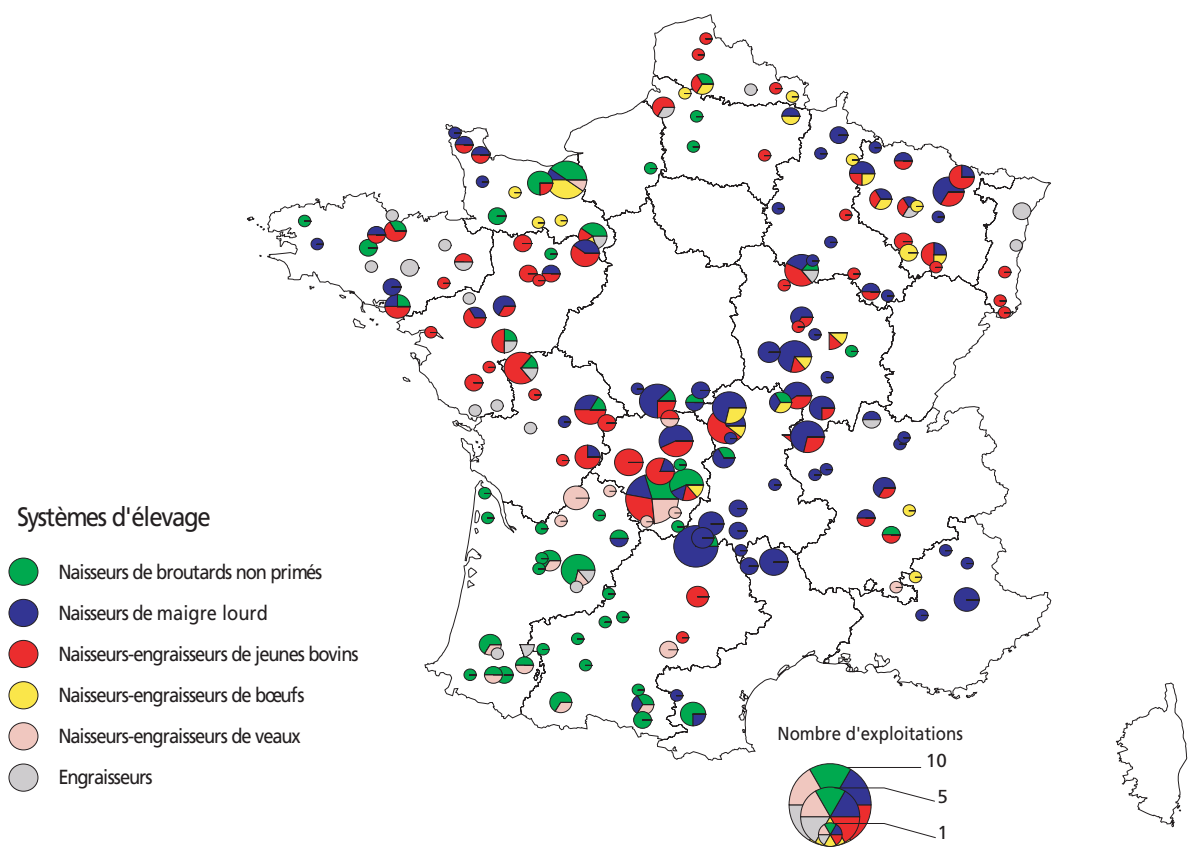 Systèmes d'élevage
Naisseurs de broutards non primés
Naisseurs de maigre lourd
Naisseurs-engraisseurs de jeunes bovins
Naisseurs-engraisseurs de bœufs
Naisseurs-engraisseurs de veaux
Engraisseurs
Nombre d'exploitations
10
5
1